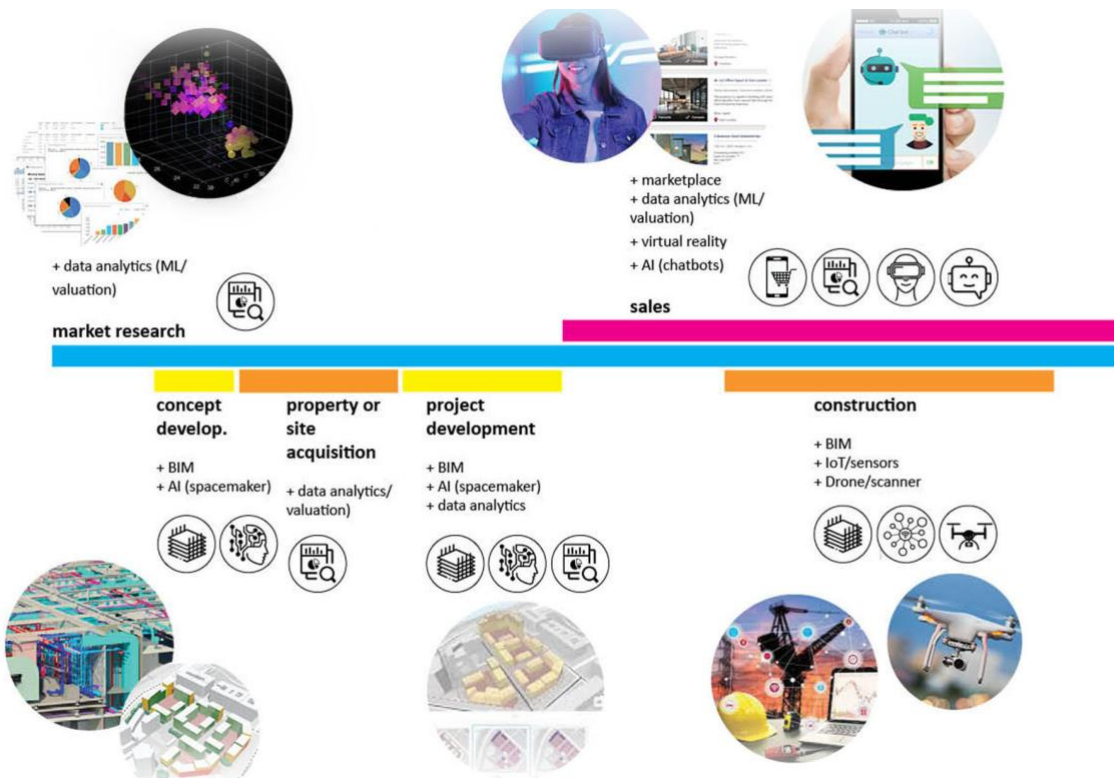 + data analytics (ML/
valuation)
market research
+ marketplace
+ data analytics (ML/
valuation)
+ virtual reality
+ AI (chatbots)
sales
concept
develop.
+ BIM
+ AI (spacemaker)
property or
site
acquisition
+ data analytics/
valuation)
project
development
+ BIM
+ AI (spacemaker)
+ data analytics
construction
+ BIM
+ IoT/sensors
+ Drone/scanner